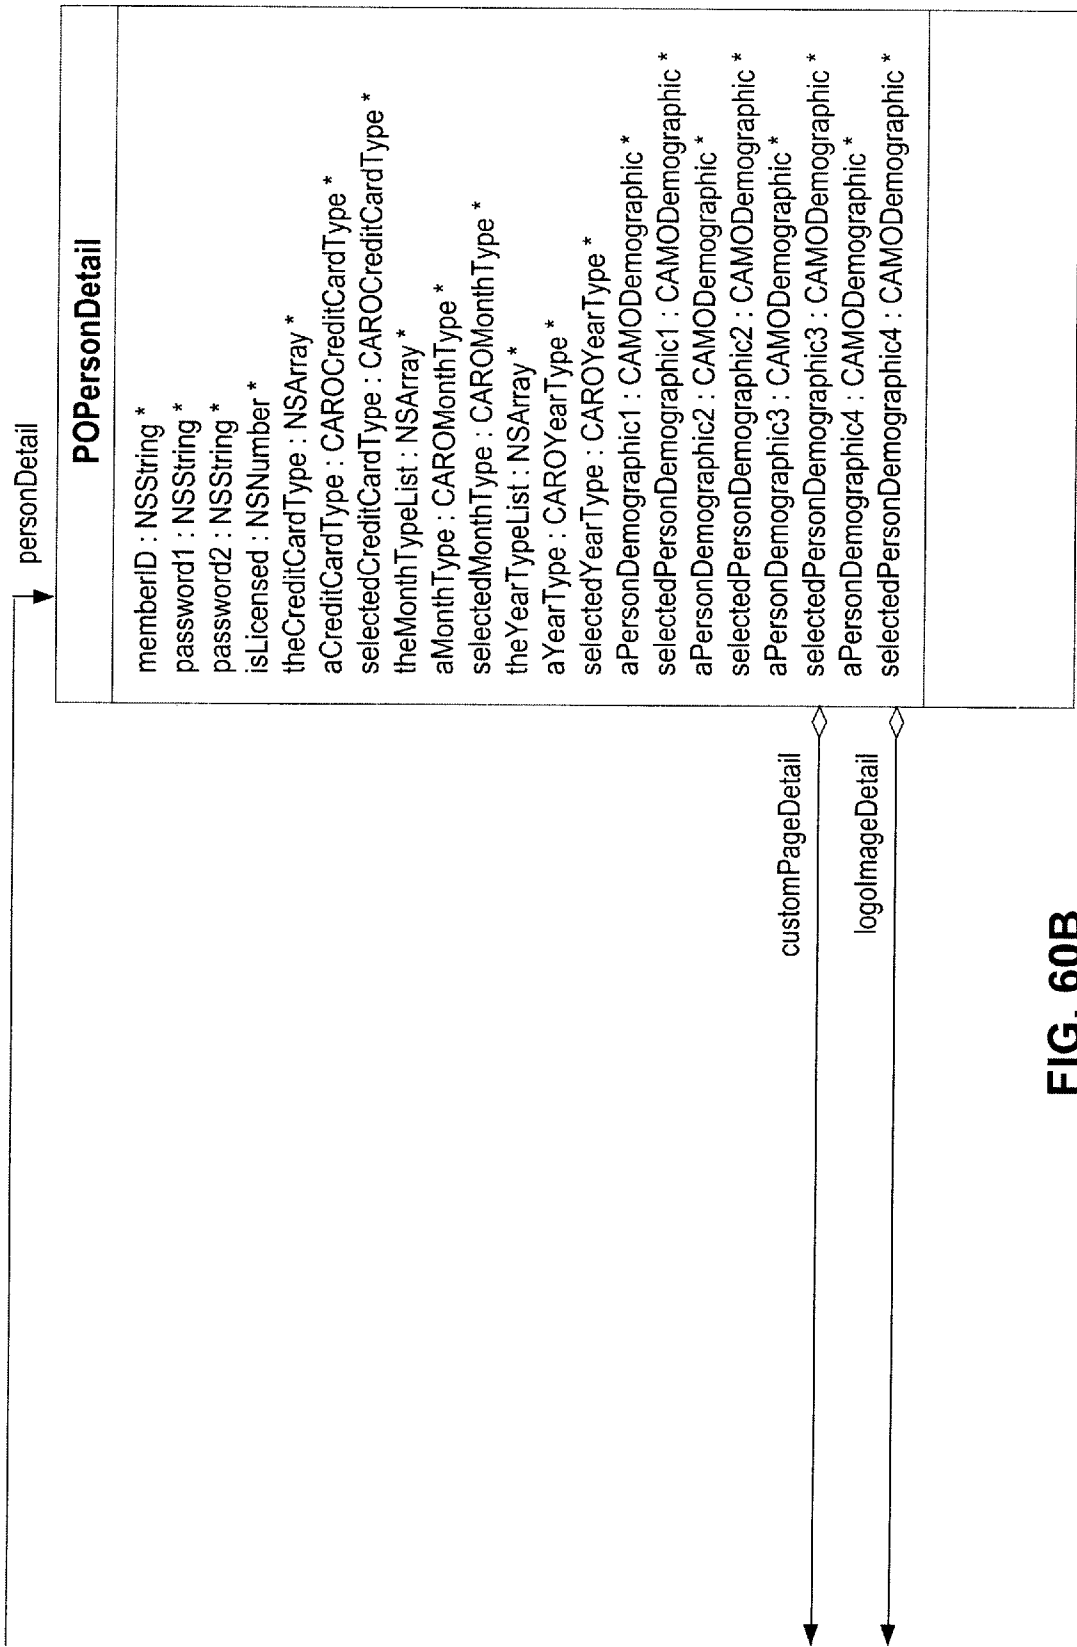 personDetail
POPersonDetail
memberID : NSString *
password1 : NSString *
password2 : NSString *
isLicensed : NSNumber *
theCreditCardType : NSArray *
aCreditCardType : CAROCreditCardType *
selectedCreditCardType : CAROCreditCardType *
theMonthTypeList : NSArray *
aMonthType : CAROMonthType *
selectedMonthType : CAROMonthType *
theYearTypeList : NSArray *
aYearType : CAROYearType *
selectedYearType : CAROYearType *
aPersonDemographic1 : CAMODemographic *
selectedPersonDemographic1 : CAMODemographic *
aPersonDemographic2 : CAMODemographic *
selectedPersonDemographic2 : CAMODemographic *
aPersonDemographic3 : CAMODemographic *
selectedPersonDemographic3 : CAMODemographic *
aPersonDemographic4 : CAMODemographic *
selectedPersonDemographic4 : CAMODemographic *
customPageDetail
logoImageDetail
FIG. 60B